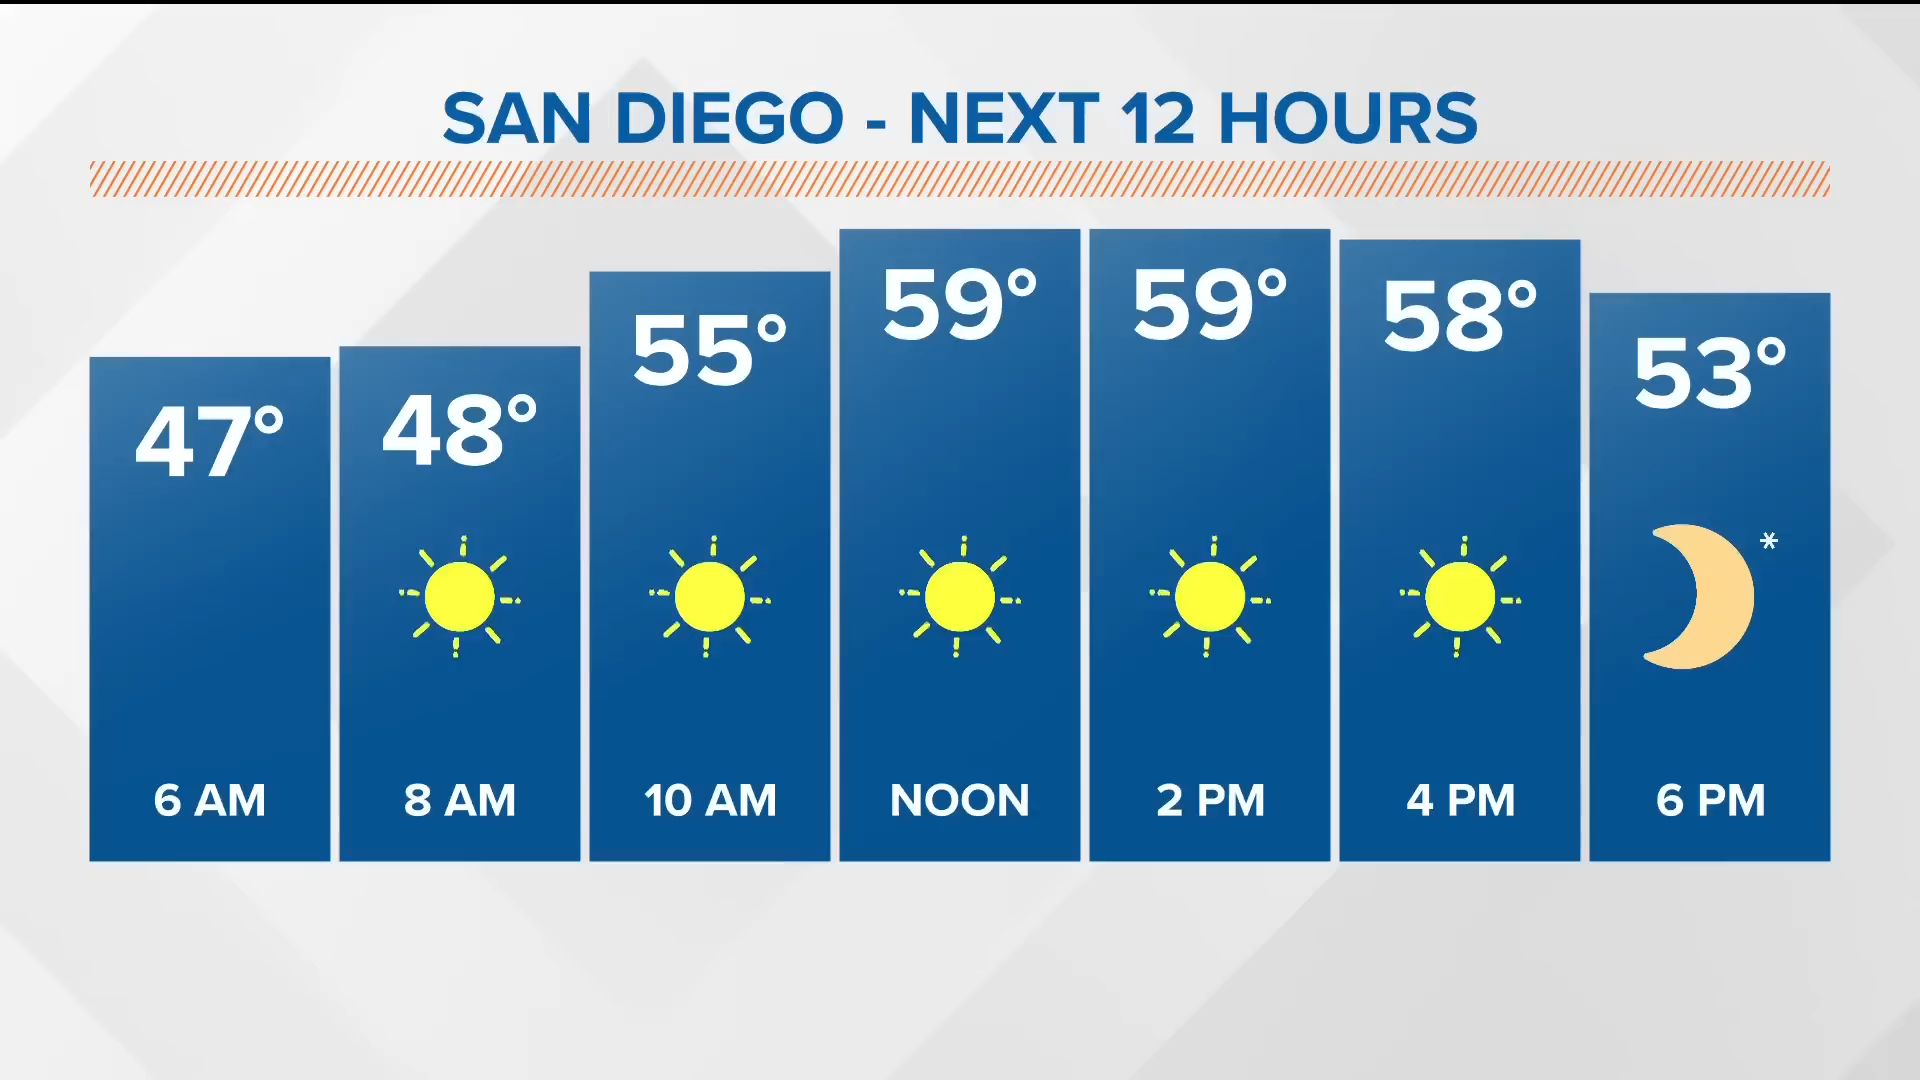 SAN DIEGO - NEXT 12 HOURS
47° 48° 55° 59° 59° 58° 53°
6 AM 8 AM 10 AM NOON 2 PM 4 PM 6 PM